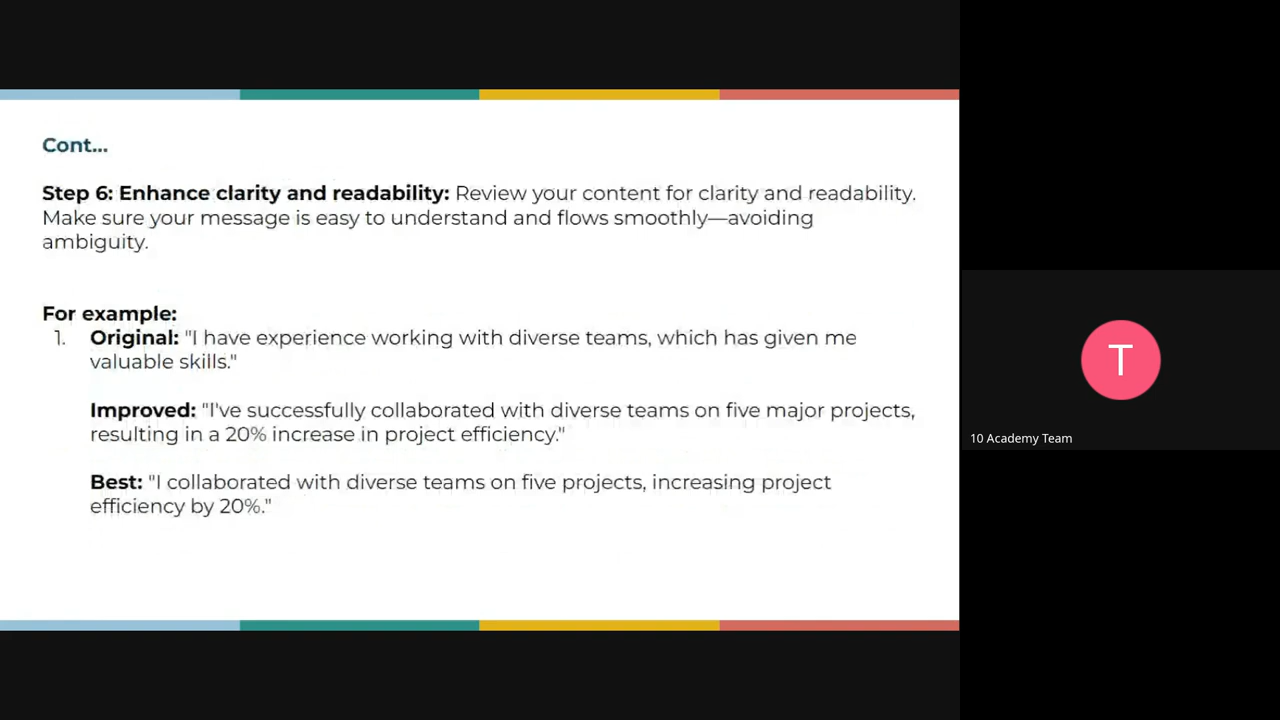 Cont...
Step 6: Enhance clarity and readability: Review your content for clarity and readability.
Make sure your message is easy to understand and flows smoothly—avoiding
ambiguity.
For example:
1. Original: "I have experience working with diverse teams, which has given me
valuable skills."
Improved: "I've successfully collaborated with diverse teams on five major projects,
resulting in a 20% increase in project efficiency."
Best: "I collaborated with diverse teams on five projects, increasing project
efficiency by 20%."
T
10 Academy Team